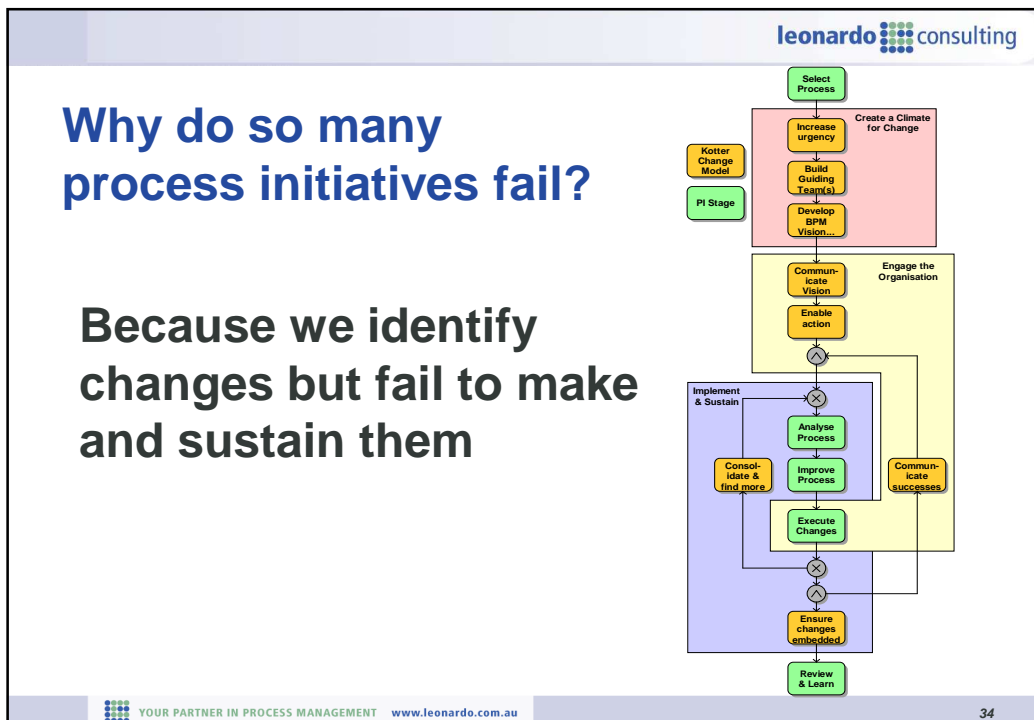 leonardo consulting
Why do so many
process initiatives fail?
Because we identify
changes but fail to make
and sustain them
Select
Process
Create a Climate
for Change
Increase
urgency
Kotter
Change
Model
Build
Guiding
Team(s)
PI Stage
Develop
BPM
Vision...
Engage the
Organisation
Commun-
icate
Vision
Enable
action
Implement
& Sustain
Analyse
Process
Consol-
idate &
find more
Improve
Process
Commun-
icate
successes
Execute
Changes
Ensure
changes
embedded
Review
& Learn
YOUR PARTNER IN PROCESS MANAGEMENT www.leonardo.com.au
34